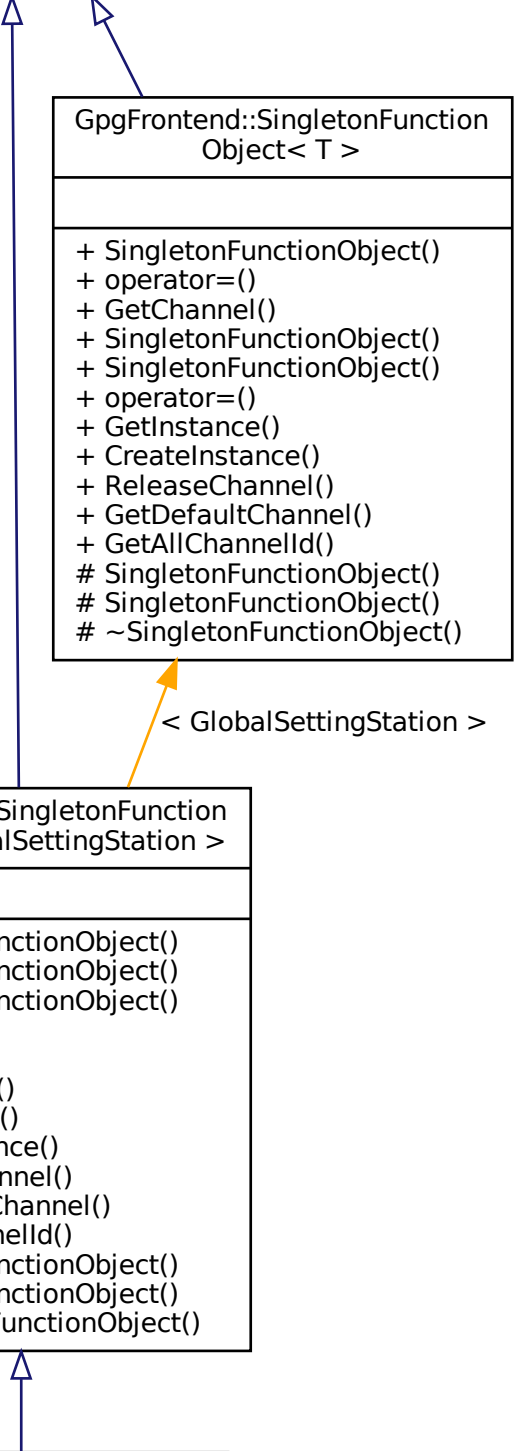 GpgFrontend::SingletonFunction
Object< T >
+ SingletonFunctionObject()
+ operator=()
+ GetChannel()
+ SingletonFunctionObject()
+ SingletonFunctionObject()
+ operator=()
+ GetInstance()
+ CreateInstance()
+ ReleaseChannel()
+ GetDefaultChannel()
+ GetAllChannelId()
# SingletonFunctionObject()
# SingletonFunctionObject()
# ~SingletonFunctionObject()
< GlobalSettingStation >
SingletonFunction
alSettingStation >
nctionObject()
nctionObject()
nctionObject()
()
()
nce()
nnel()
Channel()
nelId()
nctionObject()
nctionObject()
FunctionObject()